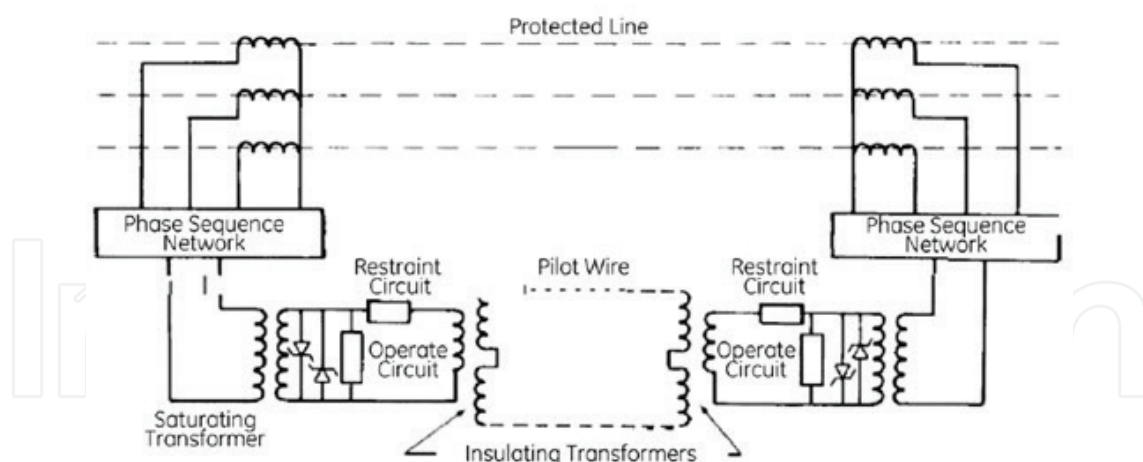 Protected Line
Phase Sequence
Network
Phase Sequence
Network
Restraint
Circuit
Pilot Wire
Restraint
Circuit
Operate
Circuit
Operate
Circuit
Saturating
Transformer
Insulating Transformers